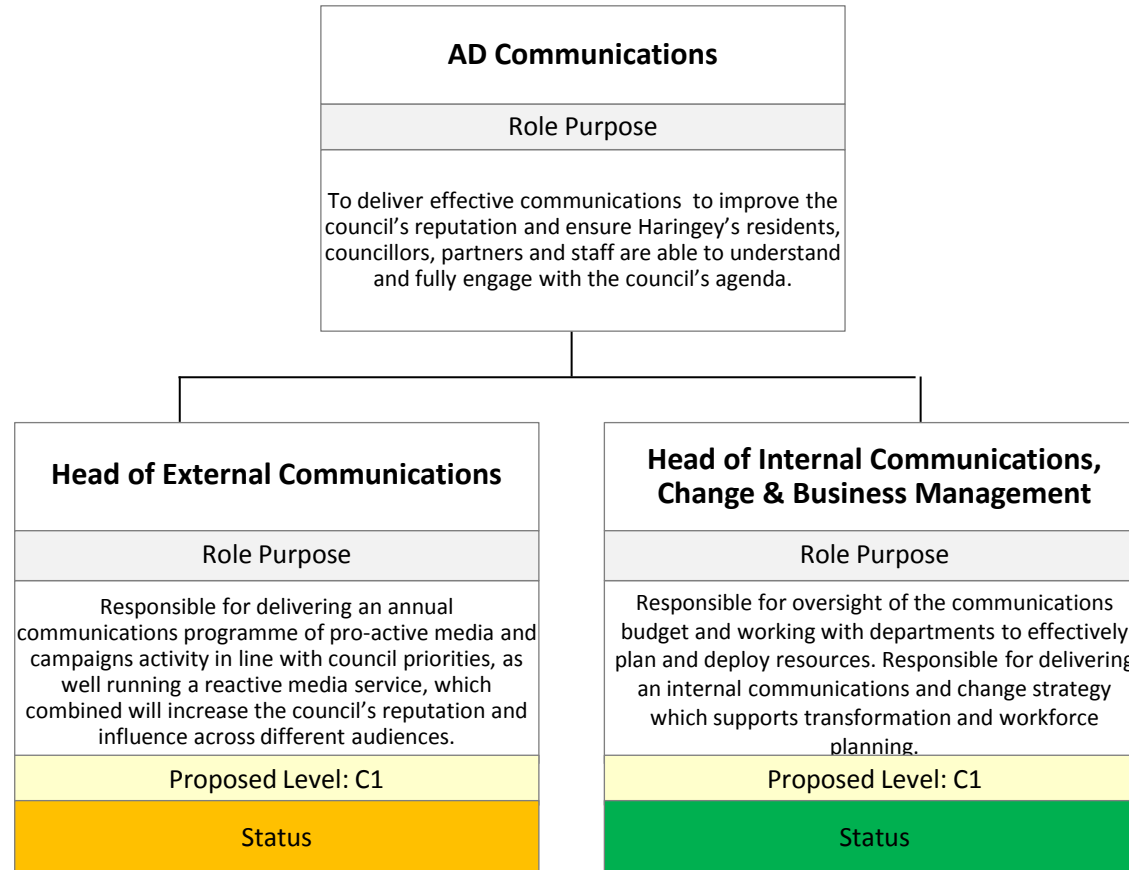 AD Communications
Role Purpose
To deliver effective communications to improve the
council's reputation and ensure Haringey's residents,
councillors, partners and staff are able to understand
and fully engage with the council's agenda.
Head of External Communications
Role Purpose
Responsible for delivering an annual
communications programme of pro-active media and
campaigns activity in line with council priorities, as
well running a reactive media service, which
combined will increase the council's reputation and
influence across different audiences.
Proposed Level: C1
Status
Head of Internal Communications,
Change & Business Management
Role Purpose
Responsible for oversight of the communications
budget and working with departments to effectively
plan and deploy resources. Responsible for delivering
an internal communications and change strategy
which supports transformation and workforce
planning.
Proposed Level: C1
Status